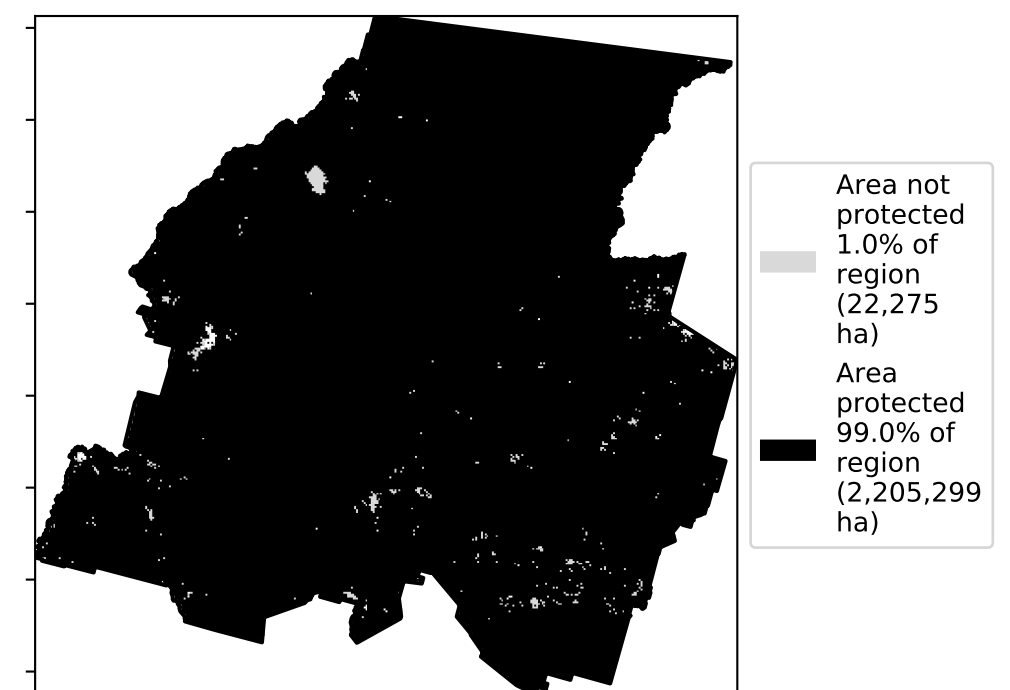 Area not
protected
1.0% of
region
(22,275
ha)
Area
protected
99.0% of
region
(2,205,299
ha)